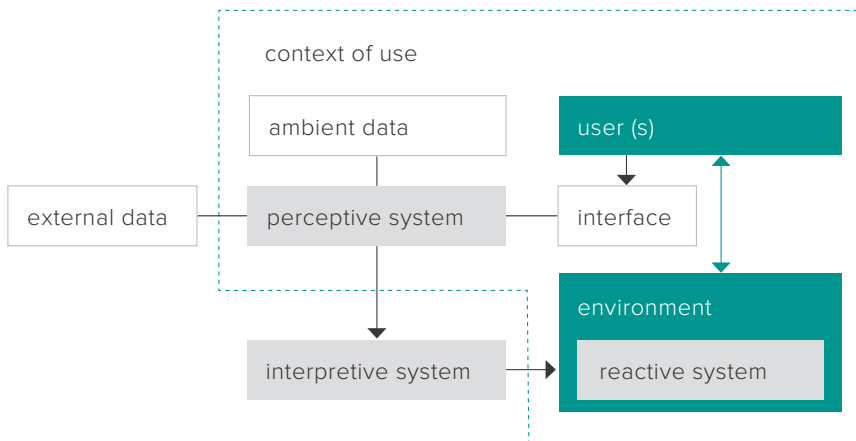 context of use
ambient data
user (s)
external data
perceptive system
interface
environment
interpretive system
reactive system